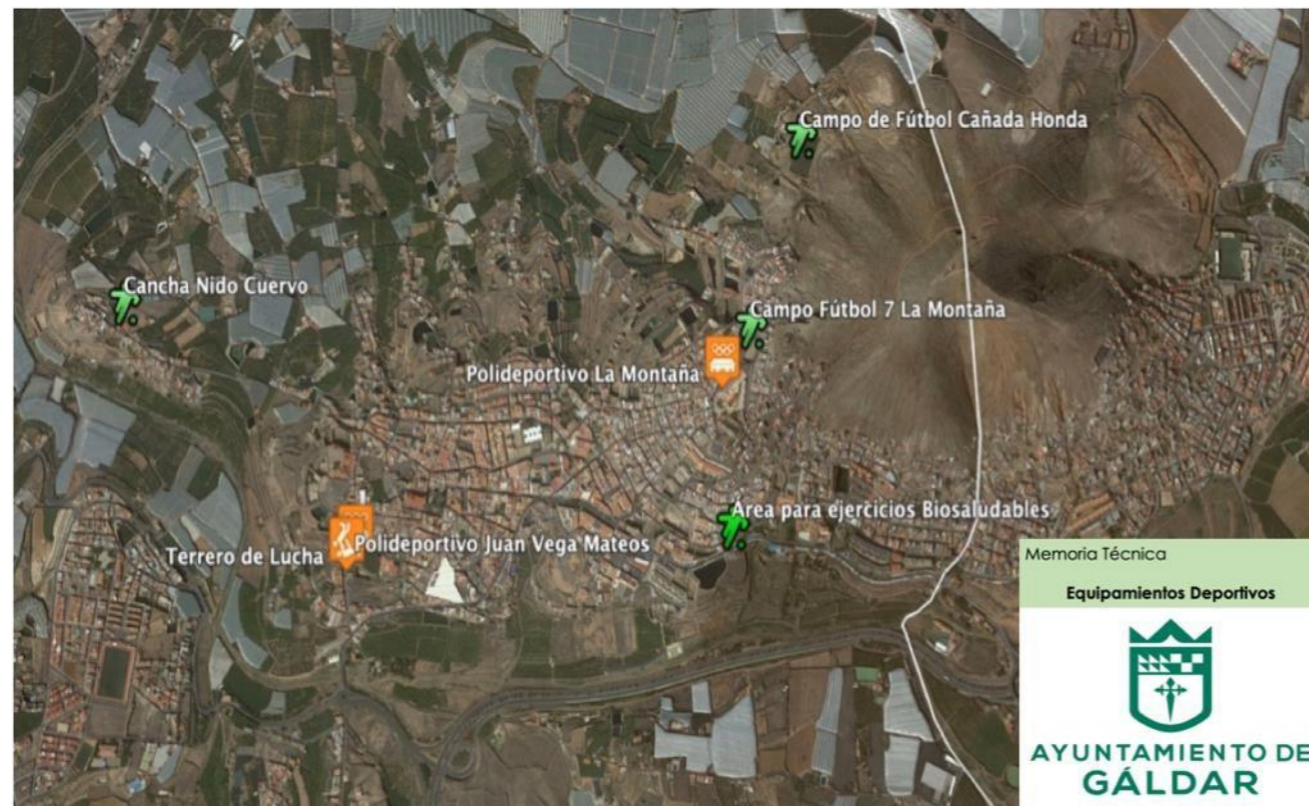 Campo de Fútbol Cañada Honda
Cancha Nido Cuervo
Campo Fútbol 7 La Montaña
Polideportivo La Montaña
Área para ejercicios Biosaludables
Polideportivo Juan Vega Mateos
Terrero de Lucha
Memoria Técnica
Equipamientos Deportivos
AYUNTAMIENTO DE
GÁLDAR